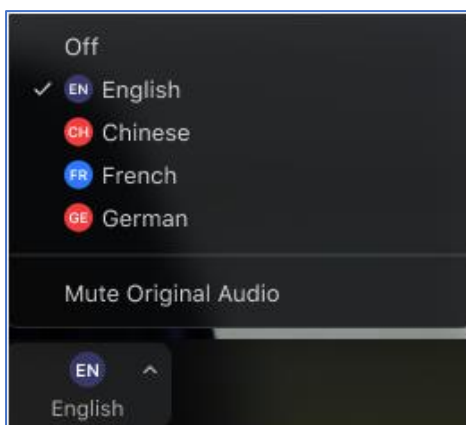 Off
EN English
CH Chinese
FR French
GE German
Mute Original Audio
EN
English